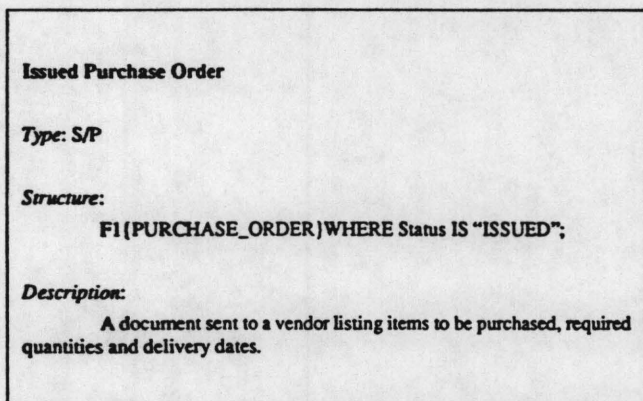 Issued Purchase Order
Type: S/P
Structure:
F1{PURCHASE_ORDER}WHERE Status IS "ISSUED";
Description:
A document sent to a vendor listing items to be purchased, required
quantities and delivery dates.